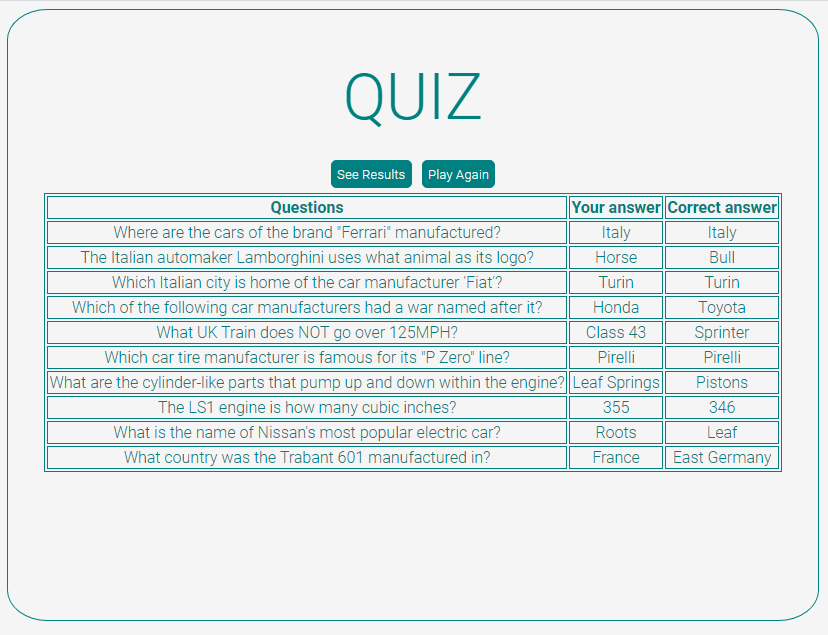 QUIZ
See Results Play Again
Questions Your answer Correct answer
Where are the cars of the brand "Ferrari" manufactured? Italy Italy
The Italian automaker Lamborghini uses what animal as its logo? Horse Bull
Which Italian city is home of the car manufacturer 'Fiat'? Turin Turin
Which of the following car manufacturers had a war named after it? Honda Toyota
What UK Train does NOT go over 125MPH? Class 43 Sprinter
Which car tire manufacturer is famous for its "P Zero" line? Pirelli Pirelli
What are the cylinder-like parts that pump up and down within the engine? Leaf Springs Pistons
The LS1 engine is how many cubic inches? 355 346
What is the name of Nissan's most popular electric car? Roots Leaf
What country was the Trabant 601 manufactured in? France East Germany